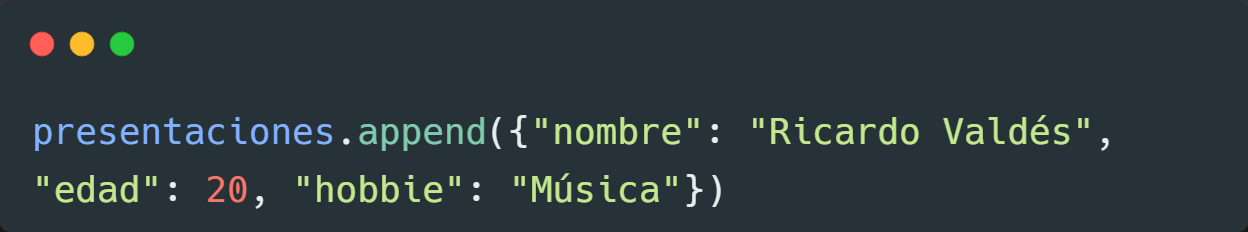 presentaciones.append({"nombre": "Ricardo Valdés",
"edad": 20, "hobbie": "Música"})